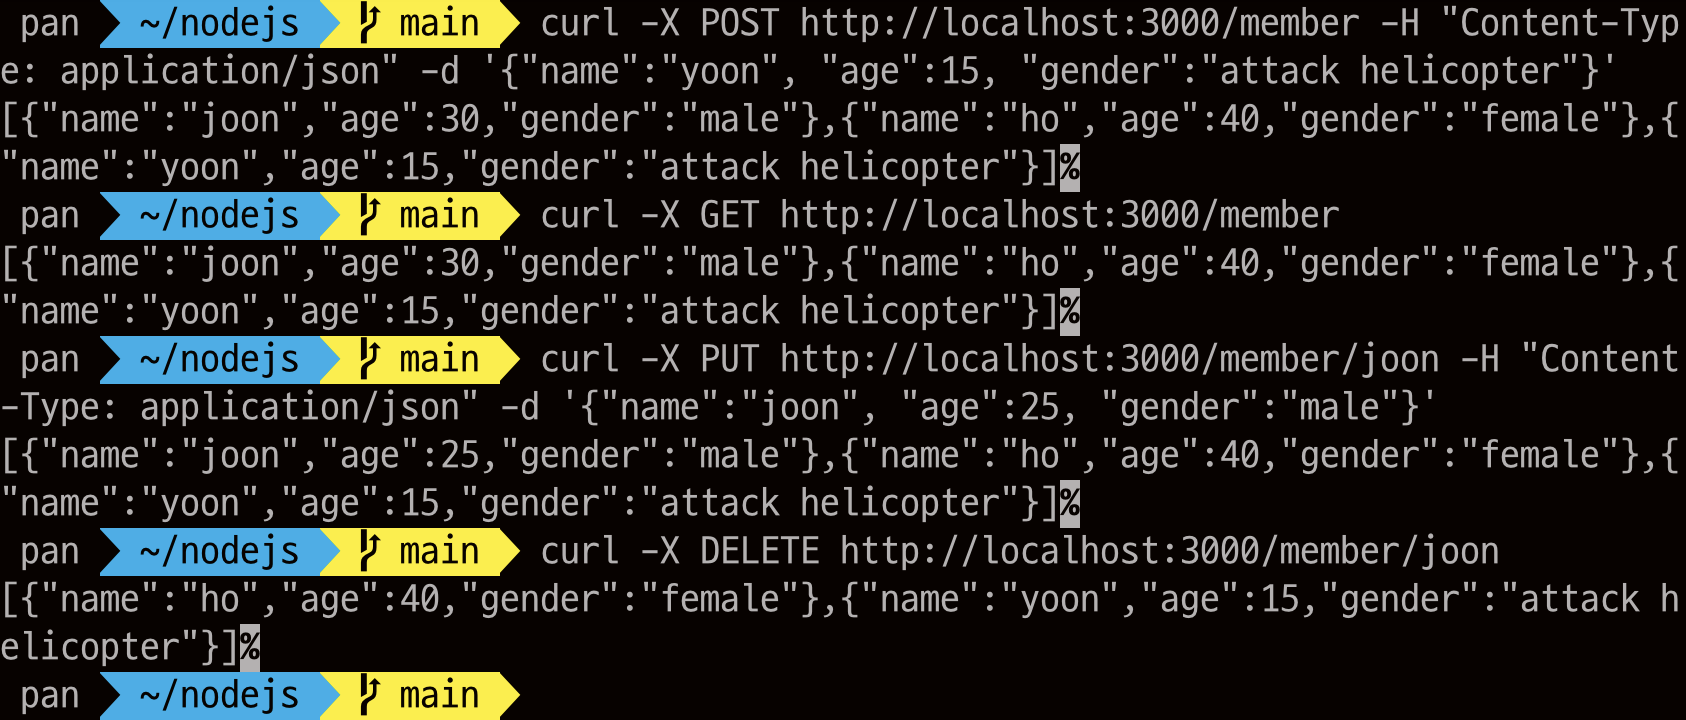 pan ~/nodejs main curl -X POST http://localhost:3000/member -H "Content-Typ
e: application/json" -d '{"name":"yoon", "age":15, "gender":"attack helicopter"}'
[{"name":"joon","age":30,"gender":"male"},{"name":"ho","age":40,"gender":"female"},{
"name":"yoon","age":15,"gender":"attack helicopter"}]%
pan ~/nodejs main curl -X GET http://localhost:3000/member
[{"name":"joon","age":30,"gender":"male"},{"name":"ho","age":40,"gender":"female"},{
"name":"yoon","age":15,"gender":"attack helicopter"}]%
pan ~/nodejs main curl -X PUT http://localhost:3000/member/joon -H "Content
-Type: application/json" -d '{"name":"joon", "age":25, "gender":"male"}'
[{"name":"joon","age":25,"gender":"male"},{"name":"ho","age":40,"gender":"female"},{
"name":"yoon","age":15,"gender":"attack helicopter"}]%
pan ~/nodejs main curl -X DELETE http://localhost:3000/member/joon
[{"name":"ho","age":40,"gender":"female"},{"name":"yoon","age":15,"gender":"attack h
elicopter"}]%
pan ~/nodejs main